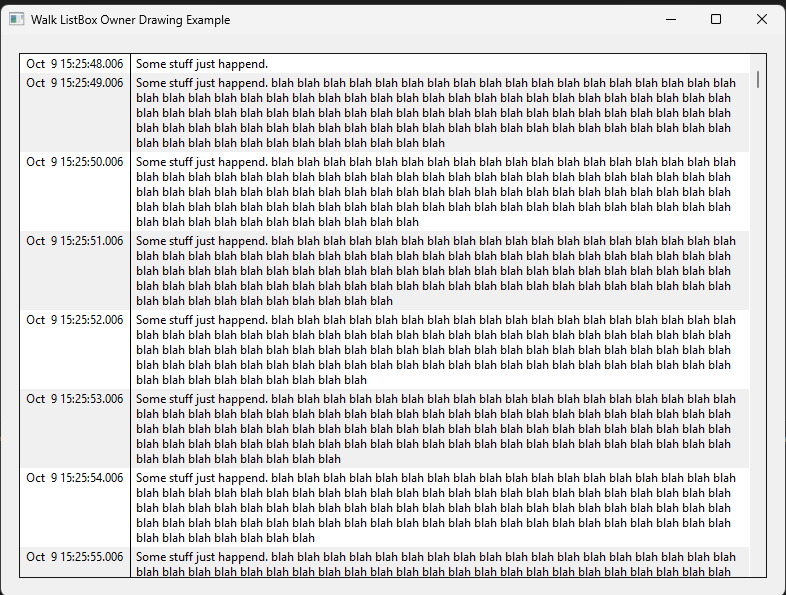 Walk ListBox Owner Drawing Example
Oct 9 15:25:48.006 Some stuff just happend.
Oct 9 15:25:49.006 Some stuff just happend. blah blah blah blah blah blah blah blah blah blah blah blah blah blah blah blah blah blah
blah blah blah blah blah blah blah blah blah blah blah blah blah blah blah blah blah blah blah blah blah blah blah
blah blah blah blah blah blah blah blah blah blah blah blah blah blah blah blah blah blah blah blah blah blah blah
blah blah blah blah blah blah blah blah blah blah blah blah blah blah blah blah blah blah blah blah blah blah blah
blah blah blah blah blah blah blah blah blah blah blah blah
Oct 9 15:25:50.006 Some stuff just happend. blah blah blah blah blah blah blah blah blah blah blah blah blah blah blah blah blah blah
blah blah blah blah blah blah blah blah blah blah blah blah blah blah blah blah blah blah blah blah blah blah blah
blah blah blah blah blah blah blah blah blah blah blah blah blah blah blah blah blah blah blah blah blah blah blah
blah blah blah blah blah blah blah blah blah blah blah blah blah blah blah blah blah blah blah blah blah blah blah
blah blah blah blah blah blah blah blah blah blah blah
Oct 9 15:25:51.006 Some stuff just happend. blah blah blah blah blah blah blah blah blah blah blah blah blah blah blah blah blah blah
blah blah blah blah blah blah blah blah blah blah blah blah blah blah blah blah blah blah blah blah blah blah blah
blah blah blah blah blah blah blah blah blah blah blah blah blah blah blah blah blah blah blah blah blah blah blah
blah blah blah blah blah blah blah blah blah blah blah blah blah blah blah blah blah blah blah blah blah blah blah
blah blah blah blah blah blah blah blah blah blah
Oct 9 15:25:52.006 Some stuff just happend. blah blah blah blah blah blah blah blah blah blah blah blah blah blah blah blah blah blah
blah blah blah blah blah blah blah blah blah blah blah blah blah blah blah blah blah blah blah blah blah blah blah
blah blah blah blah blah blah blah blah blah blah blah blah blah blah blah blah blah blah blah blah blah blah blah
blah blah blah blah blah blah blah blah blah blah blah blah blah blah blah blah blah blah blah blah blah blah blah
blah blah blah blah blah blah blah blah blah
Oct 9 15:25:53.006 Some stuff just happend. blah blah blah blah blah blah blah blah blah blah blah blah blah blah blah blah blah blah
blah blah blah blah blah blah blah blah blah blah blah blah blah blah blah blah blah blah blah blah blah blah blah
blah blah blah blah blah blah blah blah blah blah blah blah blah blah blah blah blah blah blah blah blah blah blah
blah blah blah blah blah blah blah blah blah blah blah blah blah blah blah blah blah blah blah blah blah blah blah
blah blah blah blah blah blah blah blah
Oct 9 15:25:54.006 Some stuff just happend. blah blah blah blah blah blah blah blah blah blah blah blah blah blah blah blah blah blah
blah blah blah blah blah blah blah blah blah blah blah blah blah blah blah blah blah blah blah blah blah blah blah
blah blah blah blah blah blah blah blah blah blah blah blah blah blah blah blah blah blah blah blah blah blah blah
blah blah blah blah blah blah blah blah blah blah blah blah blah blah blah blah blah blah blah blah blah blah blah
blah blah blah blah blah blah blah
Oct 9 15:25:55.006 Some stuff just happend. blah blah blah blah blah blah blah blah blah blah blah blah blah blah blah blah blah blah
blah blah blah blah blah blah blah blah blah blah blah blah blah blah blah blah blah blah blah blah blah blah blah